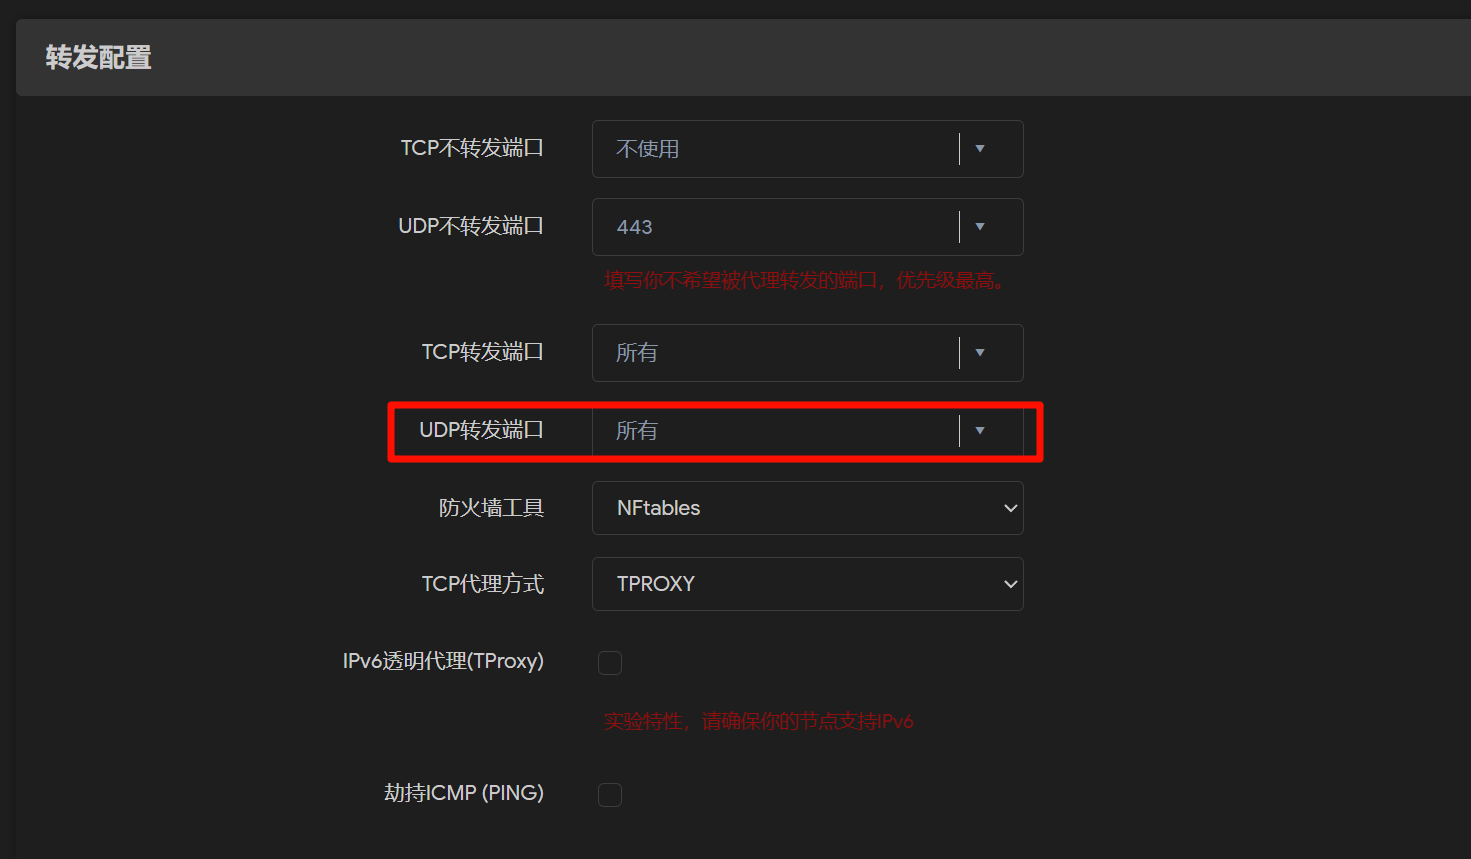 转发配置
TCP不转发端口 不使用
UDP不转发端口 443
填写你不希望被代理转发的端口，优先级最高。
TCP转发端口 所有
UDP转发端口 所有
防火墙工具 NFtables
TCP代理方式 TPROXY
IPv6透明代理(TProxy)
实验特性，请确保你的节点支持IPv6
劫持ICMP (PING)